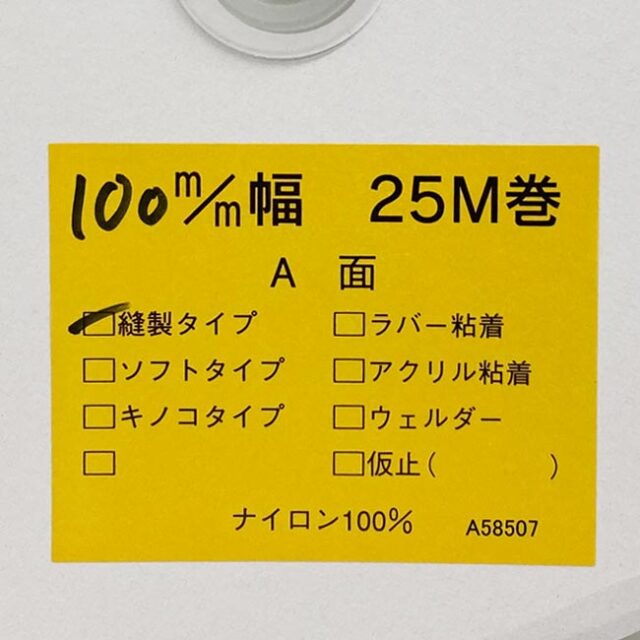 100m/m幅　25M巻
A　面
縫製タイプ　ラバー粘着
ソフトタイプ　アクリル粘着
キノコタイプ　ウェルダー
仮止（　　　）
ナイロン100%　A58507